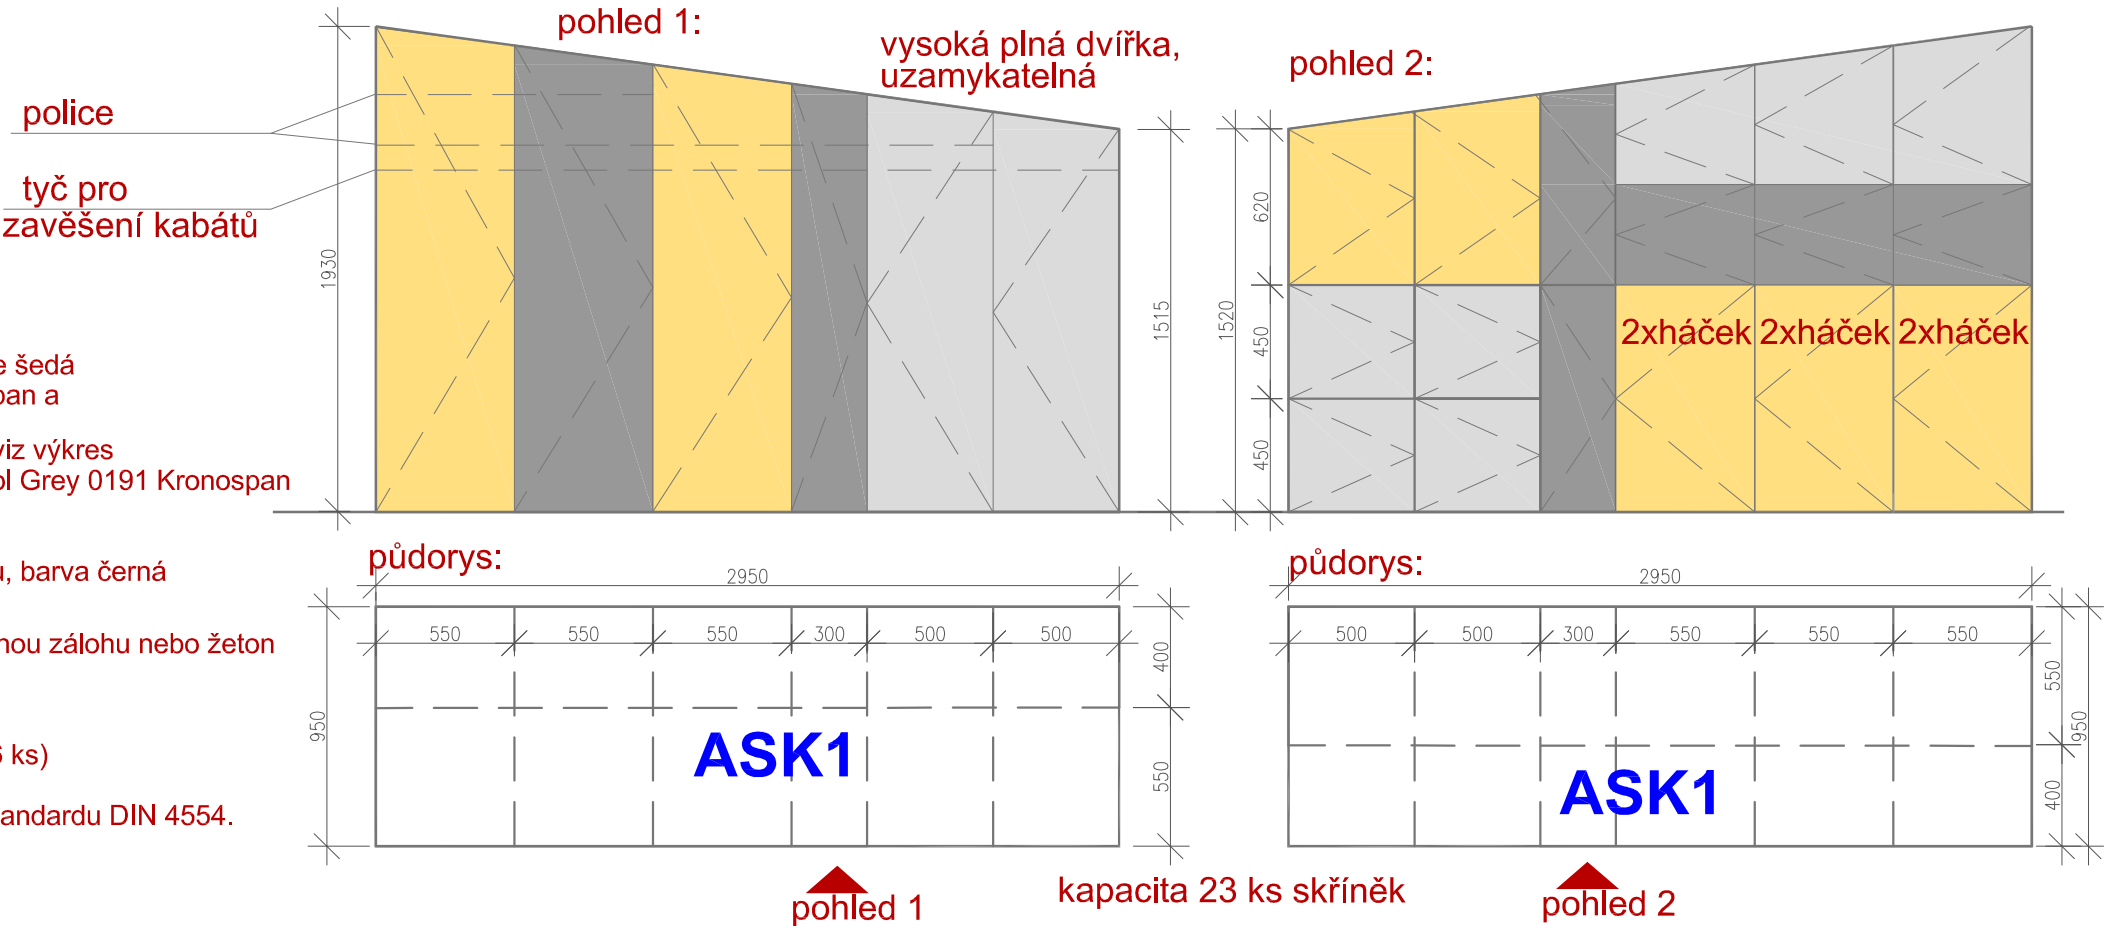 pohled 1:
vysoká plná dvířka,
uzamykatelná
pohled 2:
police
tyč pro
zavěšení kabátů
1930
1515
1520
620
450
450
2xháček 2xháček 2xháček
e šedá
pan a
viz výkres
ol Grey 0191 Kronospan
u, barva černá
nou zálohu nebo žeton
6 ks)
andardu DIN 4554.
půdorys:
2950
550 550 550 300 500 500
400
550
950
ASK1
pohled 1
půdorys:
2950
500 500 300 550 550 550
550
400
950
ASK1
pohled 2
kapacita 23 ks skříněk